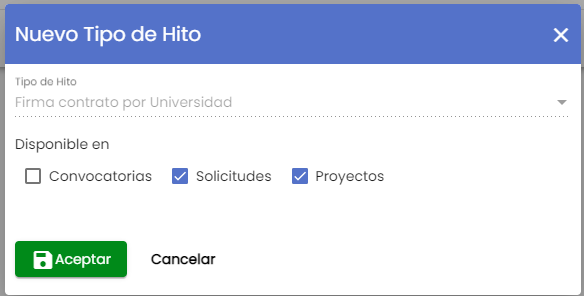 Nuevo Tipo de Hito
Tipo de Hito
Firma contrato por Universidad
Disponible en
Convocatorias Solicitudes Proyectos
Aceptar Cancelar